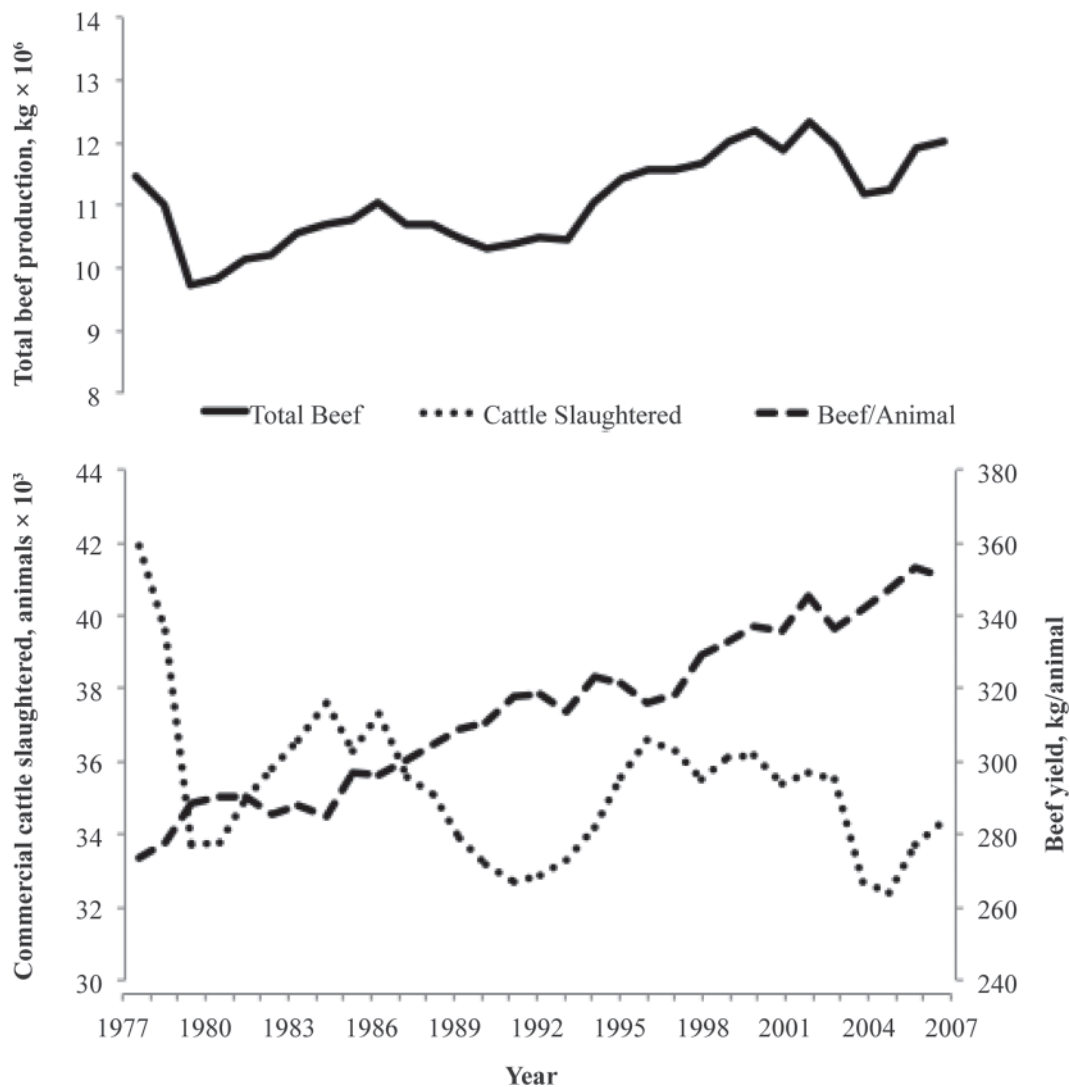 Total beef production, kg × 10⁶
14
13
12
11
10
9
8
Total Beef
Cattle Slaughtered
Beef/Animal
Commercial cattle slaughtered, animals × 10³
44
42
40
38
36
34
32
30
380
360
340
320
300
280
260
240
Beef yield, kg/animal
1977 1980 1983 1986 1989 1992 1995 1998 2001 2004 2007
Year